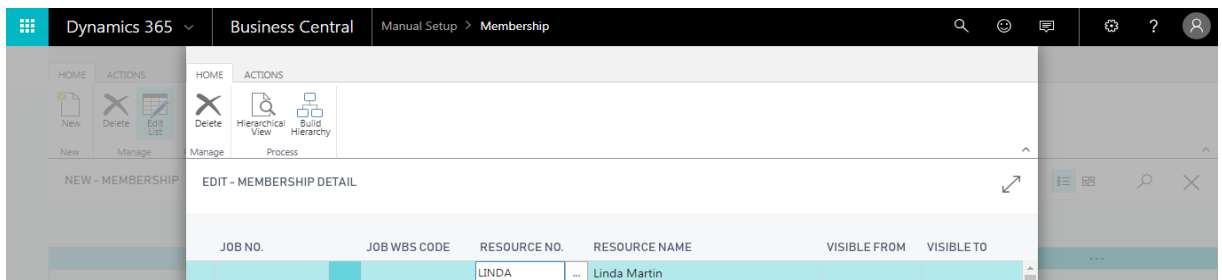 Dynamics 365 Business Central Manual Setup > Membership ?
HOME ACTIONS HOME ACTIONS
New Delete Edit List Delete Hierarchical View Build Hierarchy
New Manage Manage Process
NEW - MEMBERSHIP EDIT - MEMBERSHIP DETAIL
JOB NO. JOB WBS CODE RESOURCE NO. RESOURCE NAME VISIBLE FROM VISIBLE TO
LINDA ... Linda Martin